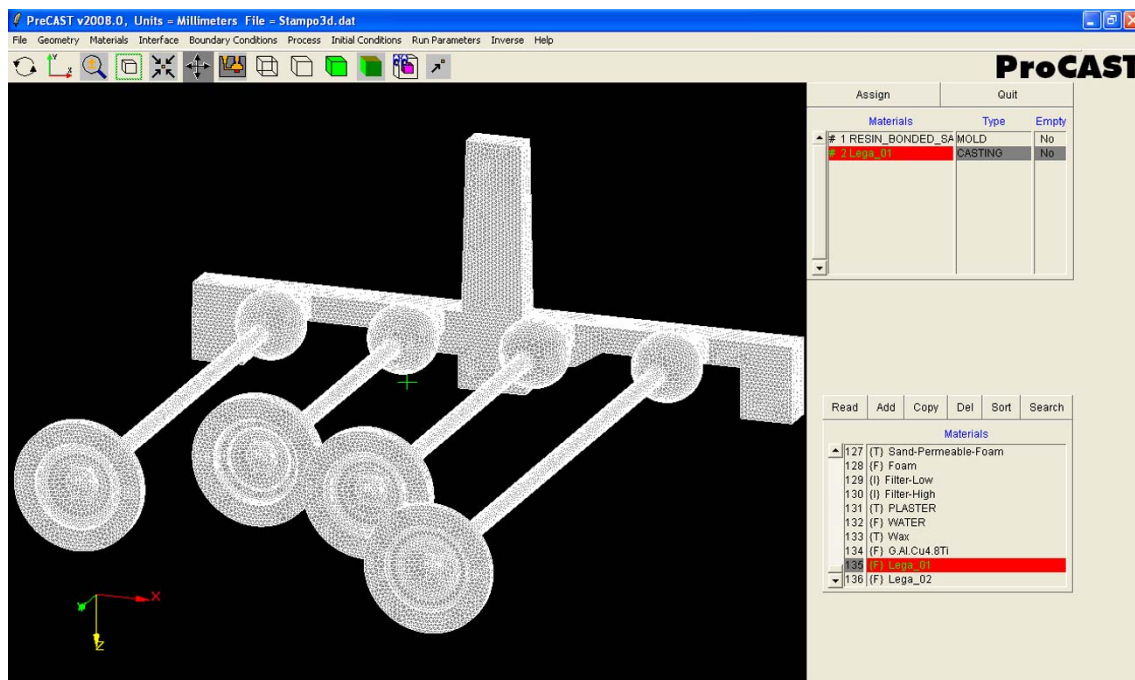 PreCAST v2008.0, Units = Millimeters File = Stampo3d.dat
File Geometry Materials Interface Boundary Conditions Process Initial Conditions Run Parameters Inverse Help
ProCAST
Assign Quit
Materials Type Empty
# 1 RESIN_BONDED_SA MOLD No
# 2 Lega_01 CASTING No
Read Add Copy Del Sort Search
Materials
127 (T) Sand-Permeable-Foam
128 (F) Foam
129 (I) Filter-Low
130 (I) Filter-High
131 (T) PLASTER
132 (F) WATER
133 (T) Wax
134 (F) G.Al.Cu4.8Ti
135 (F) Lega_01
136 (F) Lega_02
X
Z